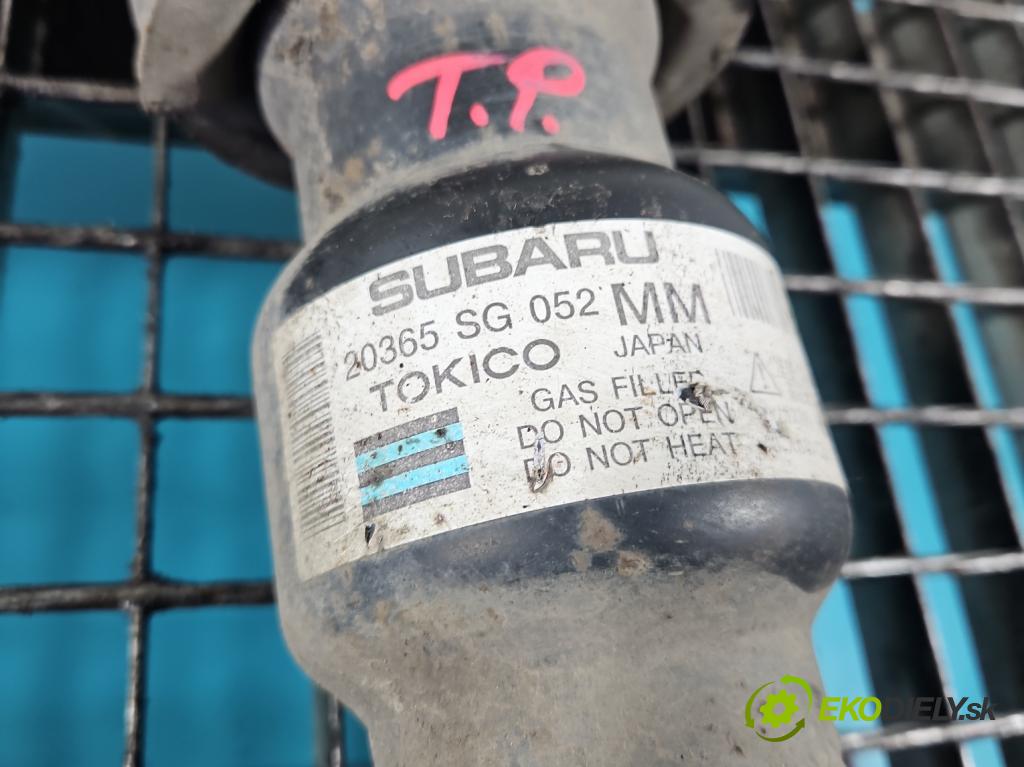 T.P.
SUBARU
20365 SG 052 MM
TOKICO JAPAN
GAS FILLED
DO NOT OPEN
DO NOT HEAT
EKODIELY.sk